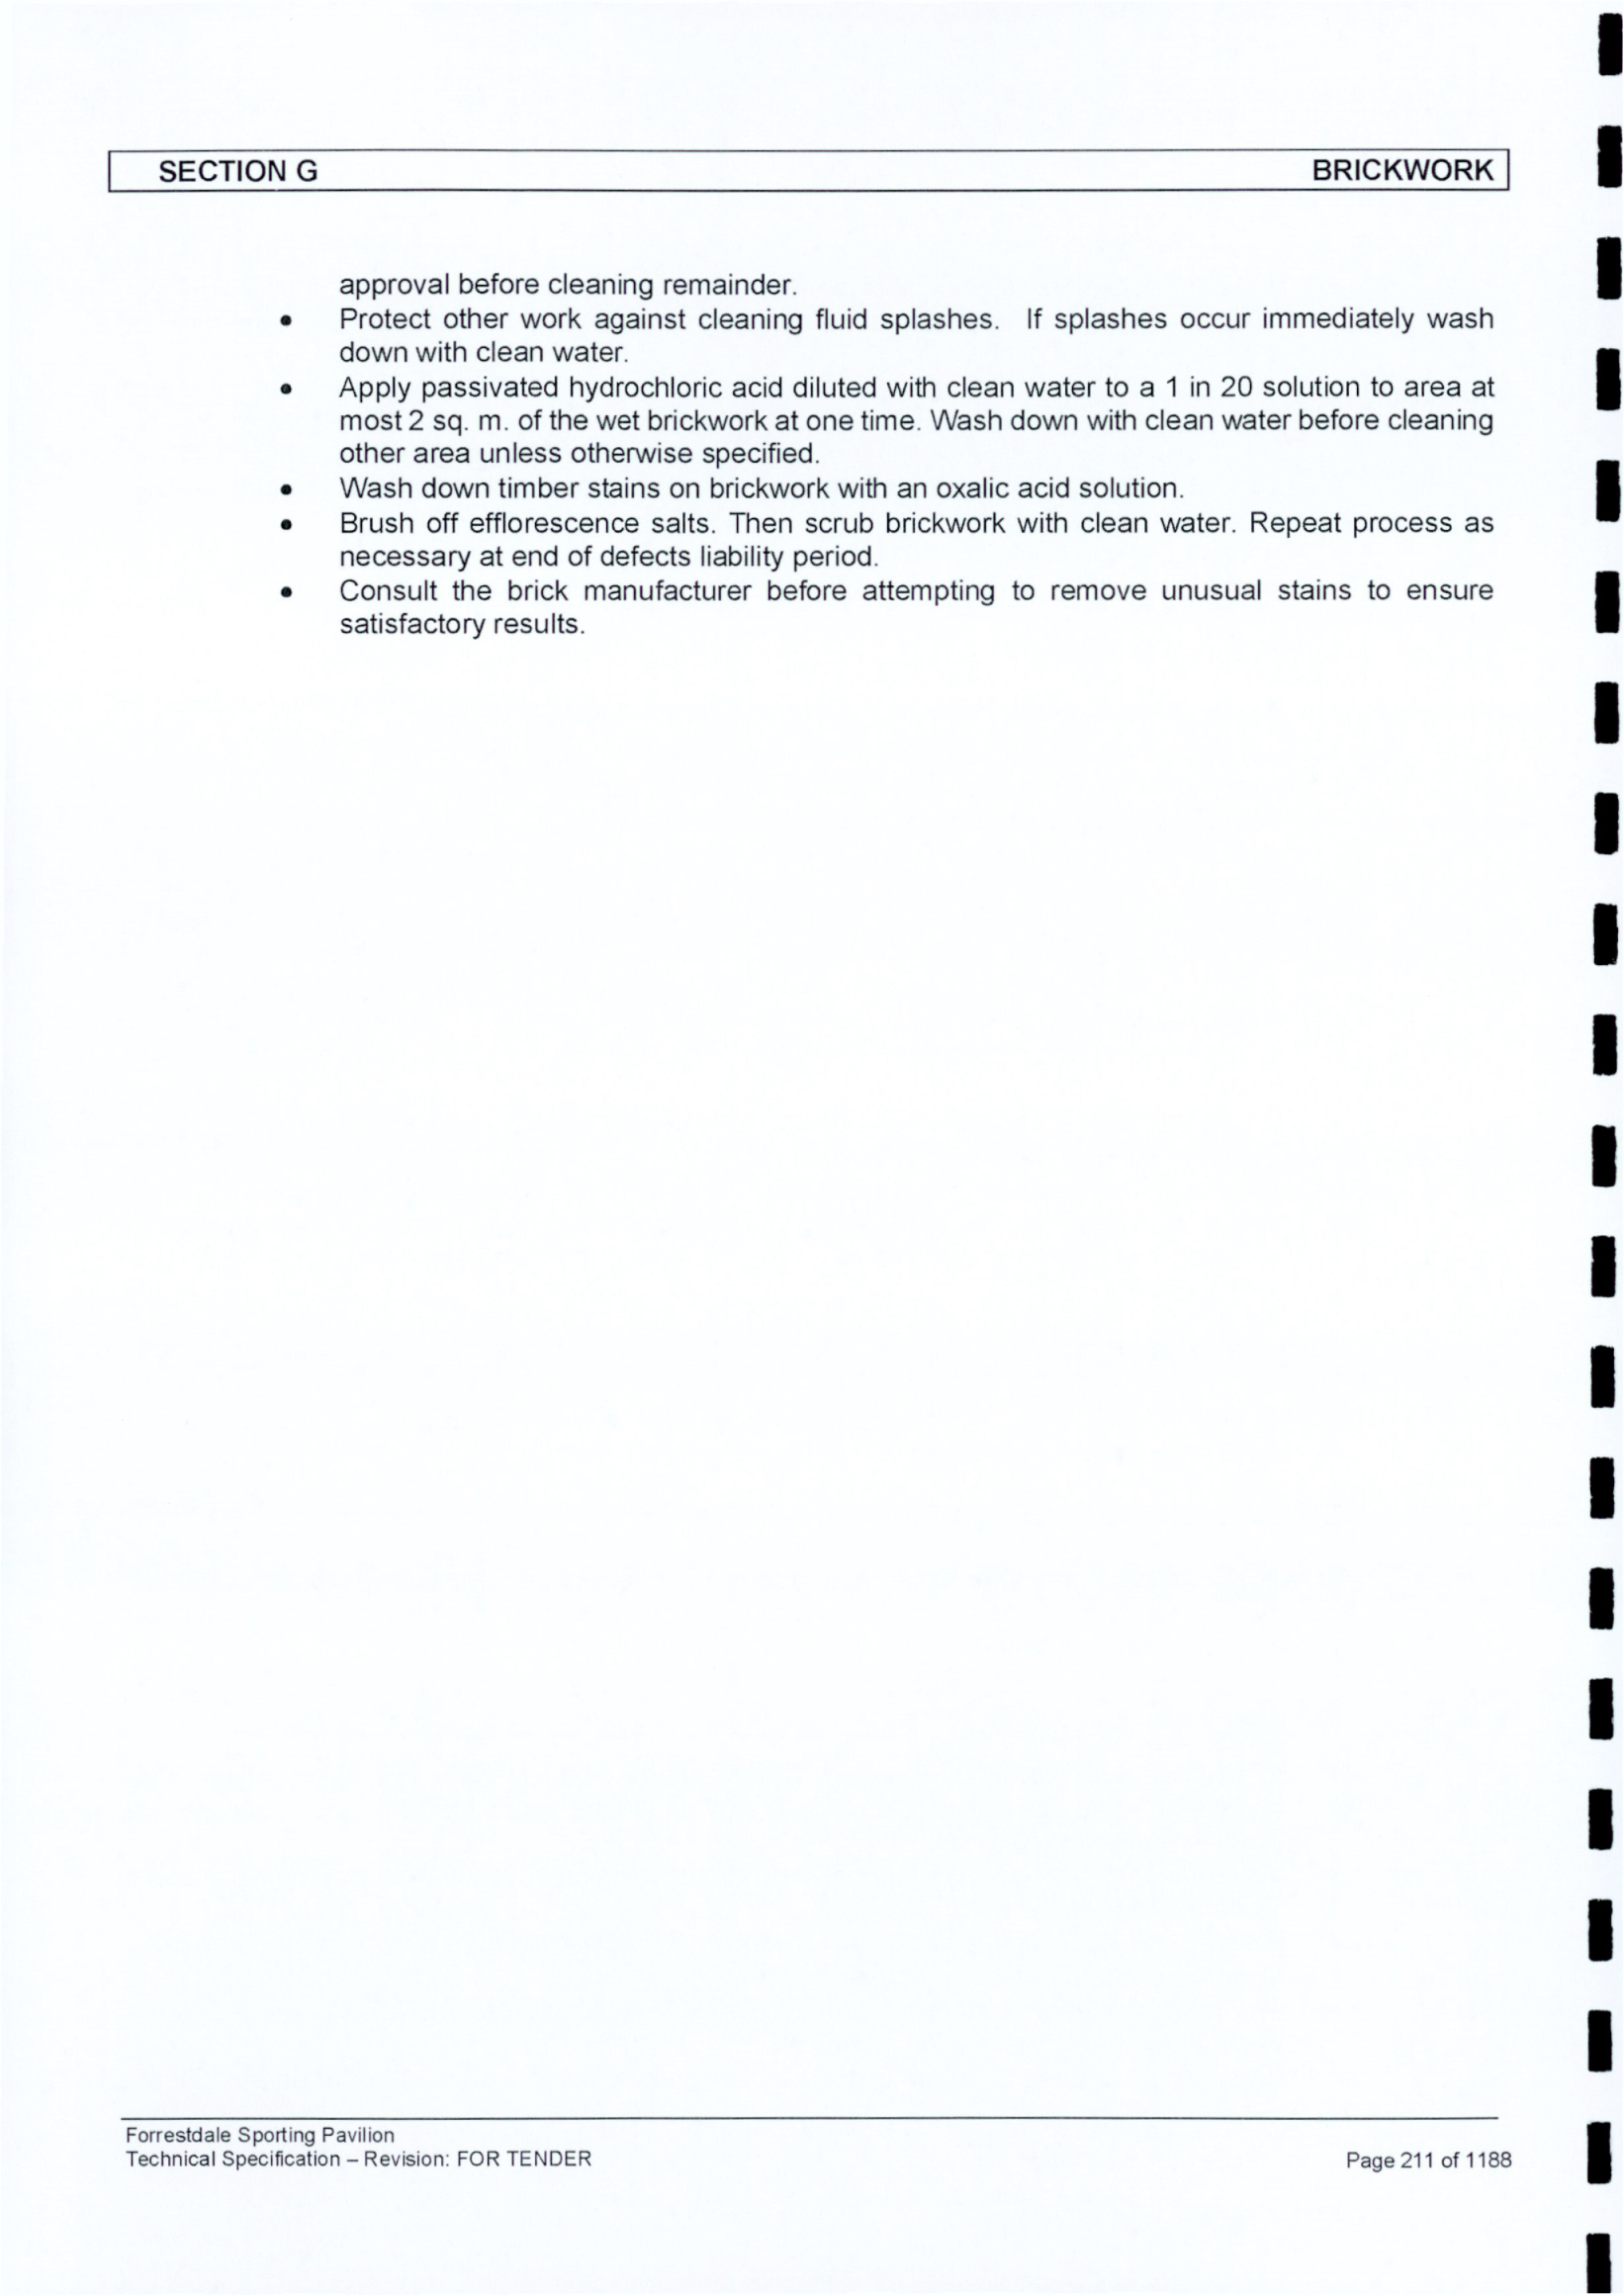 SECTION G BRICKWORK
approval before cleaning remainder.
• Protect other work against cleaning fluid splashes. If splashes occur immediately wash
down with clean water.
• Apply passivated hydrochloric acid diluted with clean water to a 1 in 20 solution to area at
most 2 sq. m. of the wet brickwork at one time. Wash down with clean water before cleaning
other area unless otherwise specified.
• Wash down timber stains on brickwork with an oxalic acid solution.
• Brush off efflorescence salts. Then scrub brickwork with clean water. Repeat process as
necessary at end of defects liability period.
• Consult the brick manufacturer before attempting to remove unusual stains to ensure
satisfactory results.
Forrestdale Sporting Pavilion
Technical Specification – Revision: FOR TENDER Page 211 of 1188